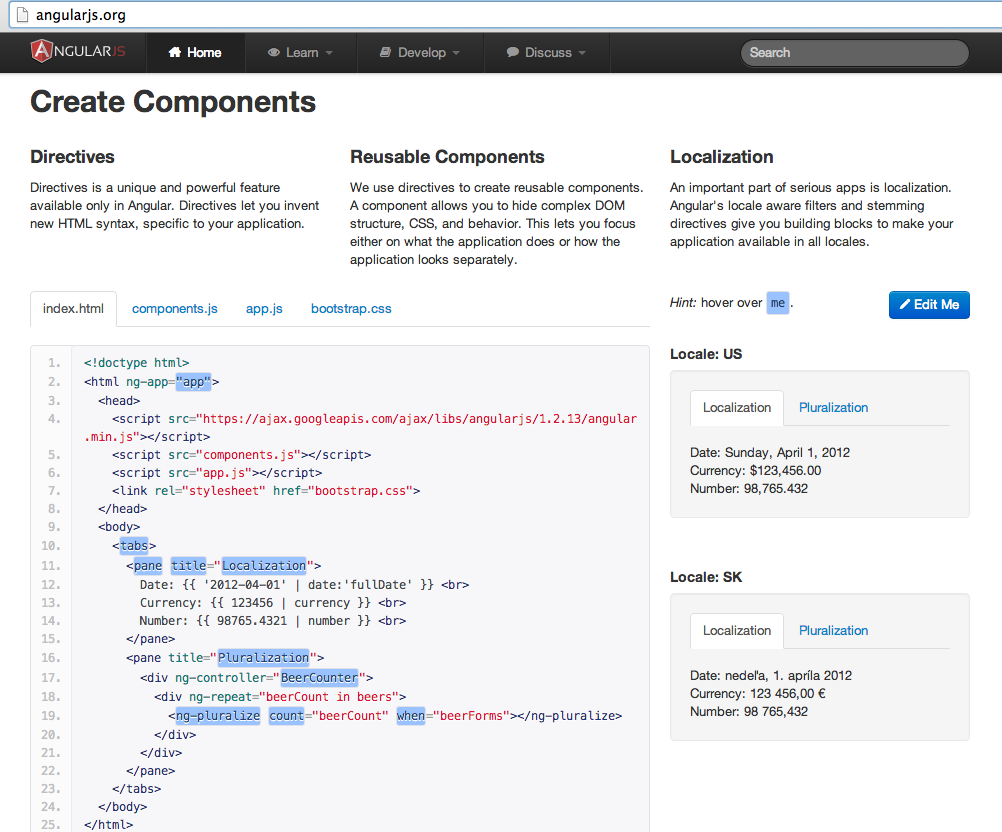 angularjs.org
ANGULARJS
Home
Learn
Develop
Discuss
Search
Create Components
Directives
Directives is a unique and powerful feature
available only in Angular. Directives let you invent
new HTML syntax, specific to your application.
Reusable Components
We use directives to create reusable components.
A component allows you to hide complex DOM
structure, CSS, and behavior. This lets you focus
either on what the application does or how the
application looks separately.
Localization
An important part of serious apps is localization.
Angular's locale aware filters and stemming
directives give you building blocks to make your
application available in all locales.
index.html
components.js
app.js
bootstrap.css
1. <!doctype html>
2. <html ng-app="app">
3. <head>
4. <script src="https://ajax.googleapis.com/ajax/libs/angularjs/1.2.13/angular
.min.js"></script>
5. <script src="components.js"></script>
6. <script src="app.js"></script>
7. <link rel="stylesheet" href="bootstrap.css">
8. </head>
9. <body>
10. <tabs>
11. <pane title="Localization">
12. Date: {{ '2012-04-01' | date:'fullDate' }} <br>
13. Currency: {{ 123456 | currency }} <br>
14. Number: {{ 98765.4321 | number }} <br>
15. </pane>
16. <pane title="Pluralization">
17. <div ng-controller="BeerCounter">
18. <div ng-repeat="beerCount in beers">
19. <ng-pluralize count="beerCount" when="beerForms"></ng-pluralize>
20. </div>
21. </div>
22. </pane>
23. </tabs>
24. </body>
25. </html>
Hint: hover over me.
Edit Me
Locale: US
Localization
Pluralization
Date: Sunday, April 1, 2012
Currency: $123,456.00
Number: 98,765.432
Locale: SK
Localization
Pluralization
Date: nedeľa, 1. apríla 2012
Currency: 123 456,00 €
Number: 98 765,432